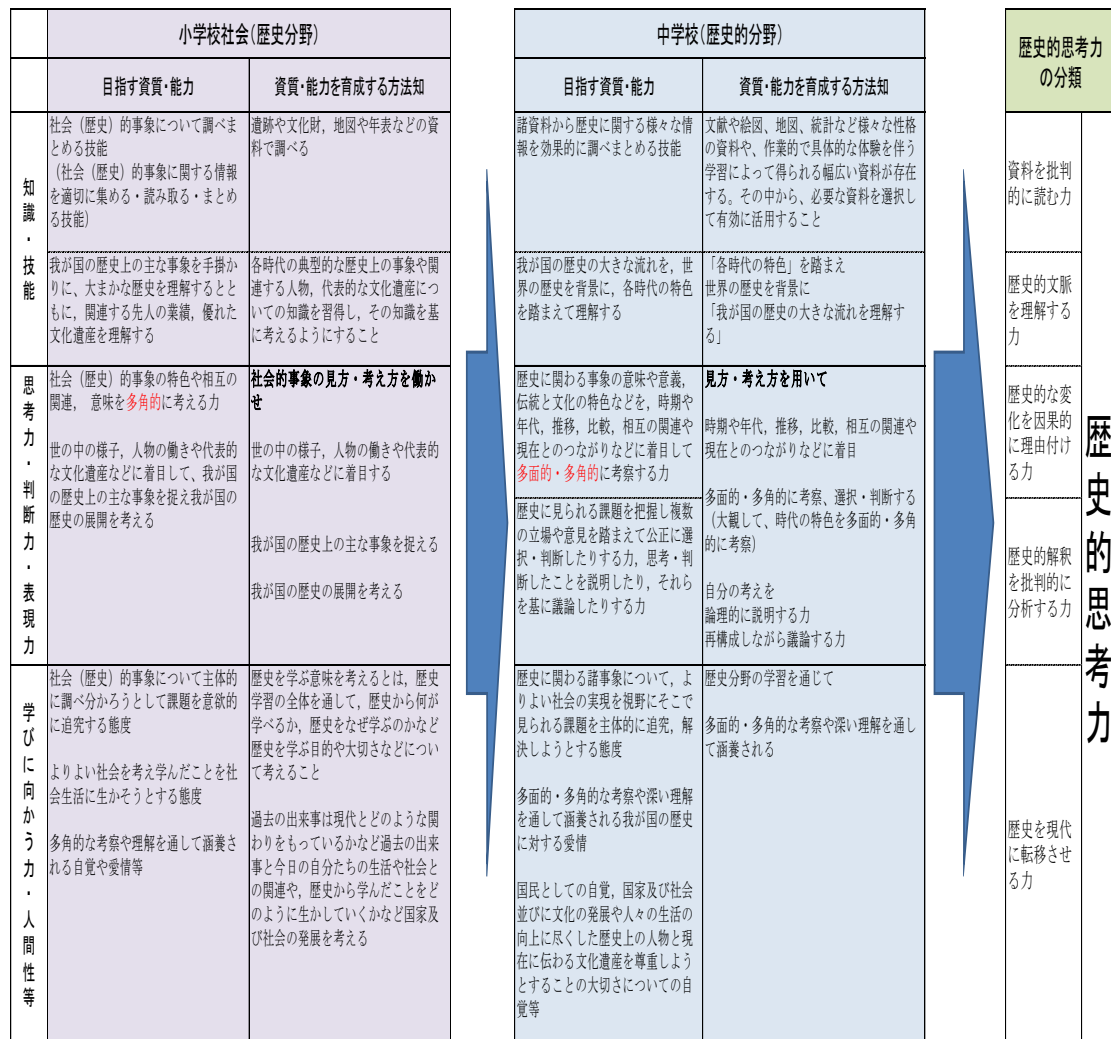 小学校社会(歴史分野)
目指す資質・能力
資質・能力を育成する方法知
知識・技能
社会（歴史）的事象について調べま
とめる技能
（社会（歴史）的事象に関する情報
を適切に集める・読み取る・まとめ
る技能）
遺跡や文化財，地図や年表などの資
料で調べる
我が国の歴史上の主な事象を手掛か
りに、大まかな歴史を理解するとと
もに，関連する先人の業績，優れた
文化遺産を理解する
各時代の典型的な歴史上の事象や関
連する人物，代表的な文化遺産につ
いての知識を習得し，その知識を基
に考えるようにすること
思考力・判断力・表現力
社会（歴史）的事象の特色や相互の
関連， 意味を多角的に考える力
世の中の様子，人物の働きや代表的
な文化遺産などに着目して、我が国
の歴史上の主な事象を捉え我が国の
歴史の展開を考える
社会的事象の見方・考え方を働か
せ
世の中の様子，人物の働きや代表的
な文化遺産などに着目する
我が国の歴史上の主な事象を捉える
我が国の歴史の展開を考える
学びに向かう力・人間性等
社会（歴史）的事象について主体的
に調べ分かろうとして課題を意欲的
に追究する態度
よりよい社会を考え学んだことを社
会生活に生かそうとする態度
多角的な考察や理解を通して涵養さ
れる自覚や愛情等
歴史を学ぶ意味を考えるとは，歴史
学習の全体を通して，歴史から何が
学べるか，歴史をなぜ学ぶのかなど
歴史を学ぶ目的や大切さなどについ
て考えること
過去の出来事は現代とどのような関
わりをもっているかなど過去の出来
事と今日の自分たちの生活や社会と
の関連や，歴史から学んだことをど
のように生かしていくかなど国家及
び社会の発展を考える
中学校(歴史的分野)
目指す資質・能力
資質・能力を育成する方法知
諸資料から歴史に関する様々な情
報を効果的に調べまとめる技能
文献や絵図、地図、統計など様々な性格
の資料や、作業的で具体的な体験を伴う
学習によって得られる幅広い資料が存在
する。その中から、必要な資料を選択し
て有効に活用すること
我が国の歴史の大きな流れを，世
界の歴史を背景に，各時代の特色
を踏まえて理解する
「各時代の特色」を踏まえ
世界の歴史を背景に
「我が国の歴史の大きな流れを理解す
る」
歴史に関わる事象の意味や意義，
伝統と文化の特色などを，時期や
年代，推移，比較，相互の関連や
現在とのつながりなどに着目して
多面的・多角的に考察する力
歴史に見られる課題を把握し複数
の立場や意見を踏まえて公正に選
択・判断したりする力，思考・判
断したことを説明したり，それら
を基に議論したりする力
見方・考え方を用いて
時期や年代，推移，比較，相互の関連や
現在とのつながりなどに着目
多面的・多角的に考察、選択・判断する
（大観して、時代の特色を多面的・多角
的に考察）
自分の考えを
論理的に説明する力
再構成しながら議論する力
歴史に関わる諸事象について，よ
りよい社会の実現を視野にそこで
見られる課題を主体的に追究，解
決しようとする態度
多面的・多角的な考察や深い理解
を通して涵養される我が国の歴史
に対する愛情
国民としての自覚，国家及び社会
並びに文化の発展や人々の生活の
向上に尽くした歴史上の人物と現
在に伝わる文化遺産を尊重しよう
とすることの大切さについての自
覚等
歴史分野の学習を通じて
多面的・多角的な考察や深い理解を通し
て涵養される
歴史的思考力
の分類
資料を批判
的に読む力
歴史的文脈
を理解する
力
歴史的な変
化を因果的
に理由付け
る力
歴史的解釈
を批判的に
分析する力
歴史を現代
に転移させ
る力
歴史的思考力